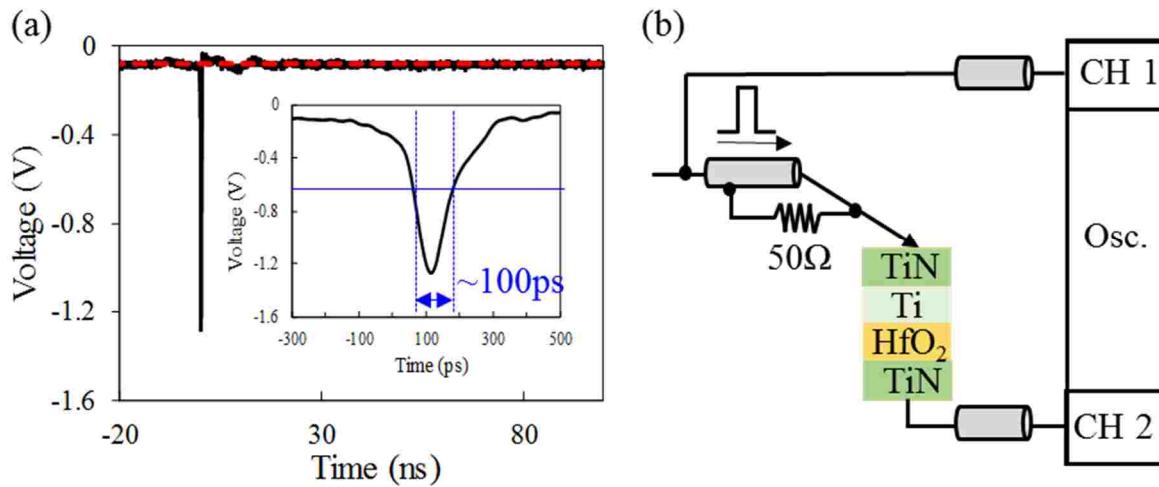 (a)
0
-0.4
-0.8
-1.2
-1.6
Voltage (V)
-20
30
80
Time (ns)
0
-0.4
-0.8
-1.2
-1.6
Voltage (V)
~100ps
-300
-100
100
300
500
Time (ps)
(b)
CH 1
Osc.
50Ω
TiN
Ti
HfO₂
TiN
CH 2